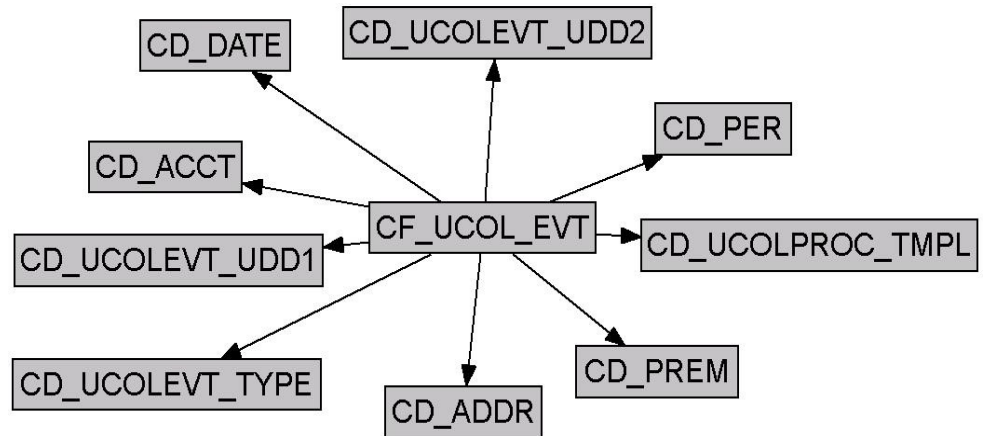 CD_UCOLEVT_UDD2
CD_DATE
CD_PER
CD_ACCT
CF_UCOL_EVT
CD_UCOLPROC_TMPL
CD_UCOLEVT_UDD1
CD_PREM
CD_UCOLEVT_TYPE
CD_ADDR